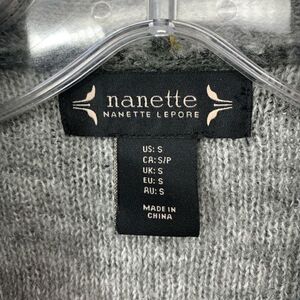 nanette
NANETTE LEPORE
US: S
CA: S/P
UK: S
EU: S
AU: S
MADE IN
CHINA